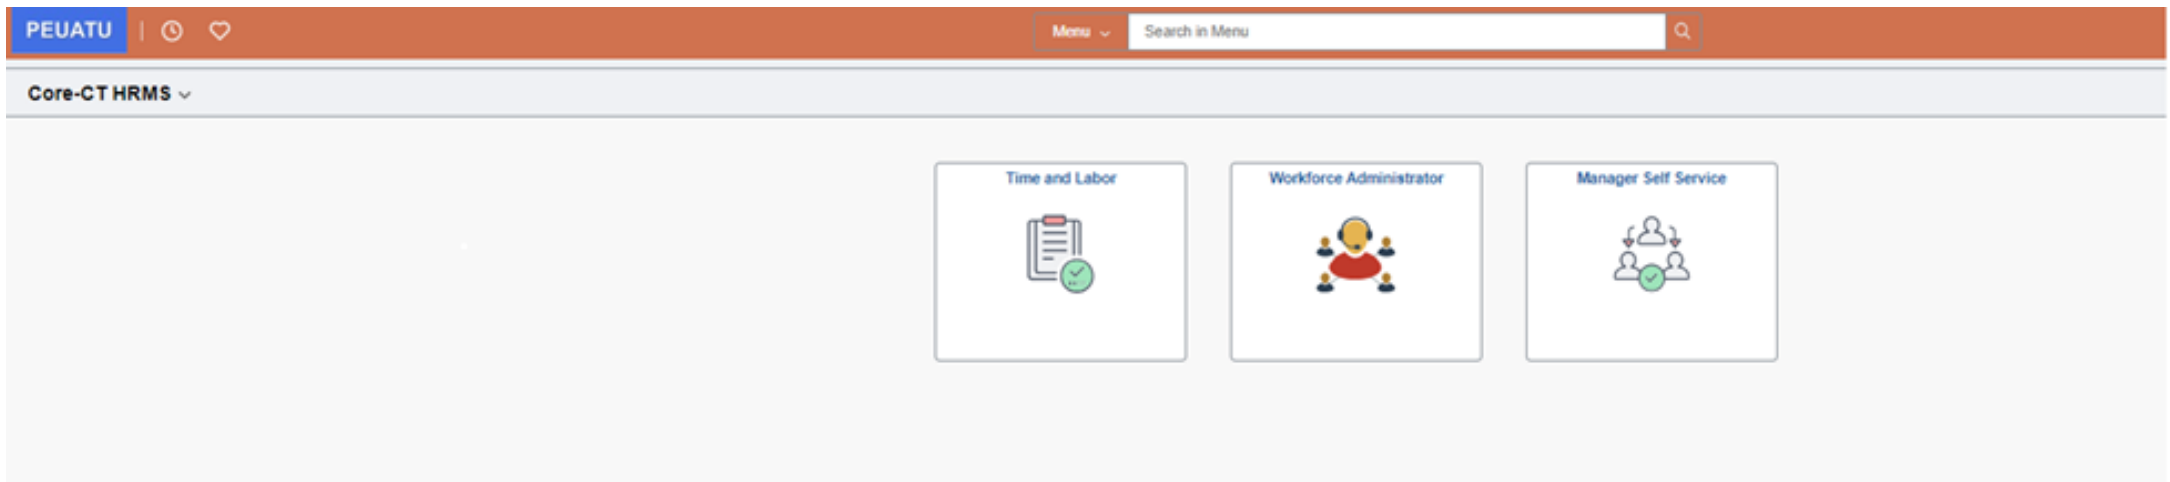 PEUATU
Menu
Search in Menu
Core-CT HRMS
Time and Labor
Workforce Administrator
Manager Self Service